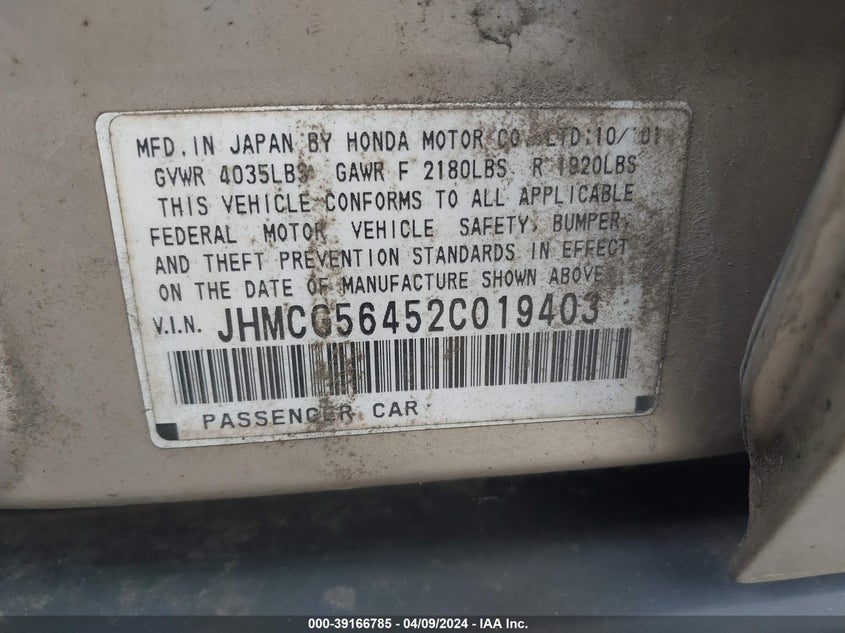 MFD.IN JAPAN BY HONDA MOTOR CO.,LTD.10/'01
GVWR 4035LBS GAWR F 2180LBS R 1920LBS
THIS VEHICLE CONFORMS TO ALL APPLICABLE
FEDERAL MOTOR VEHICLE SAFETY, BUMPER,
AND THEFT PREVENTION STANDARDS IN EFFECT
ON THE DATE OF MANUFACTURE SHOWN ABOVE.
V.I.N. JHMCG56452C019403
PASSENGER CAR
000-39166785 - 04/09/2024 - IAA Inc.